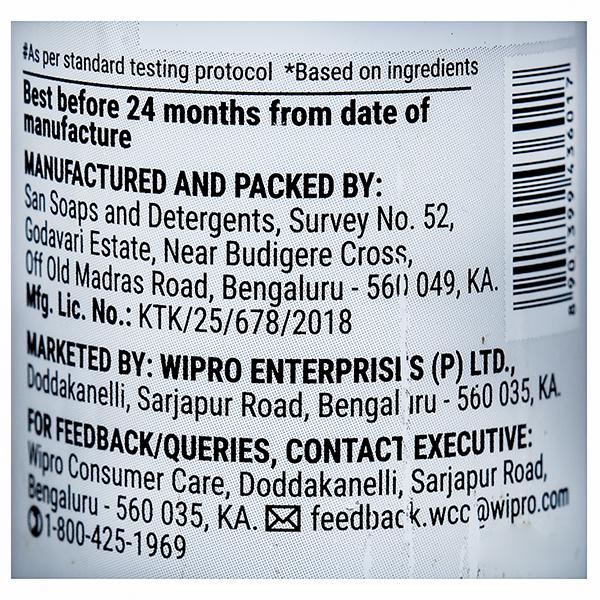 #As per standard testing protocol *Based on ingredients
Best before 24 months from date of
manufacture
MANUFACTURED AND PACKED BY:
San Soaps and Detergents, Survey No. 52,
Godavari Estate, Near Budigere Cross,
Off Old Madras Road, Bengaluru - 560 049, KA.
Mfg. Lic. No.: KTK/25/678/2018
MARKETED BY: WIPRO ENTERPRISES (P) LTD.,
Doddakanelli, Sarjapur Road, Bengaluru - 560 035, KA.
FOR FEEDBACK/QUERIES, CONTACT EXECUTIVE:
Wipro Consumer Care, Doddakanelli, Sarjapur Road,
Bengaluru - 560 035, KA. feedback.wcc@wipro.com
1-800-425-1969
8901399436017